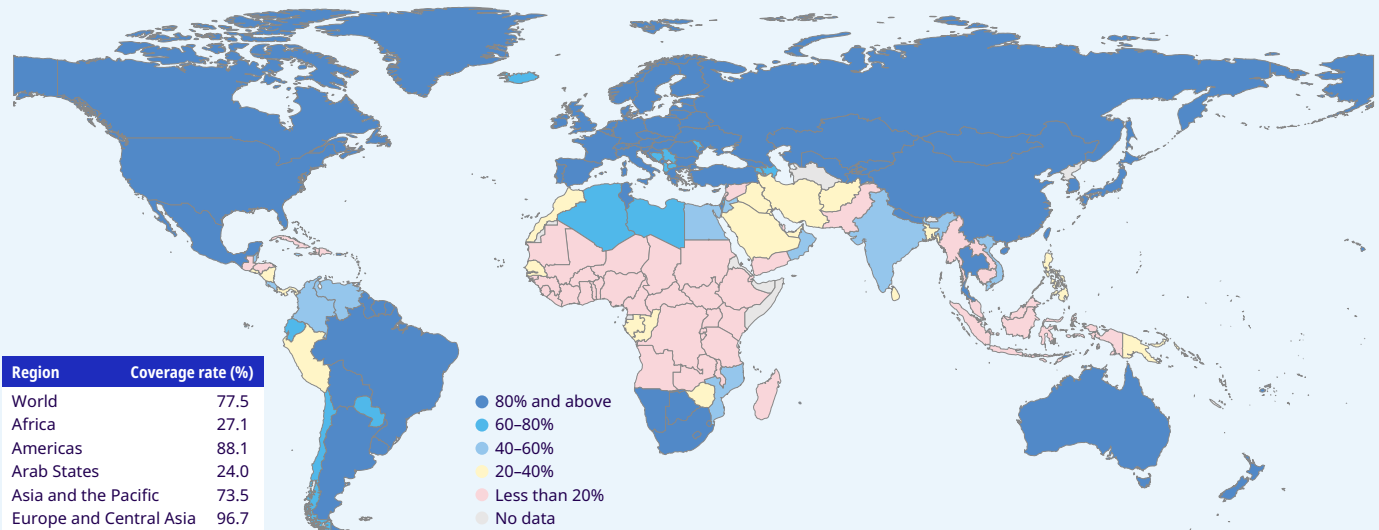 Region Coverage rate (%)
World 77.5
Africa 27.1
Americas 88.1
Arab States 24.0
Asia and the Pacific 73.5
Europe and Central Asia 96.7
80% and above
60–80%
40–60%
20–40%
Less than 20%
No data